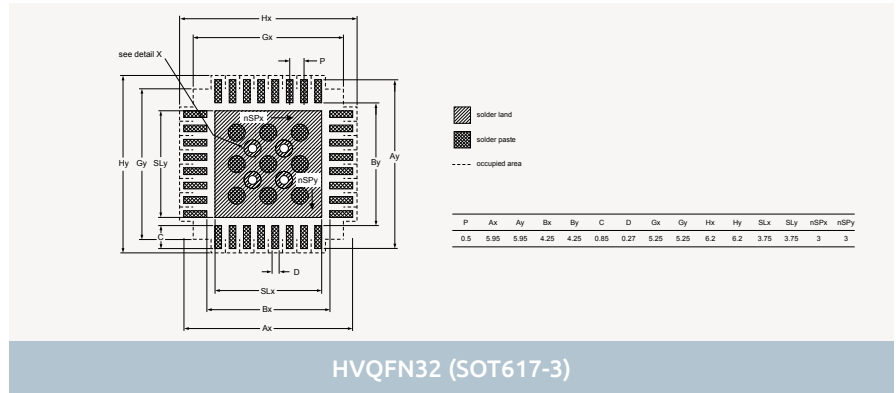 Hx
Gx
see detail X
P
nSPx
Hy
Gy
SLy
By
Ay
nSPy
C
D
SLx
Bx
Ax
solder land
solder paste
occupied area
P Ax Ay Bx By C D Gx Gy Hx Hy SLx SLy nSPx nSPy
0.5 5.95 5.95 4.25 4.25 0.85 0.27 5.25 5.25 6.2 6.2 3.75 3.75 3 3
HVQFN32 (SOT617-3)